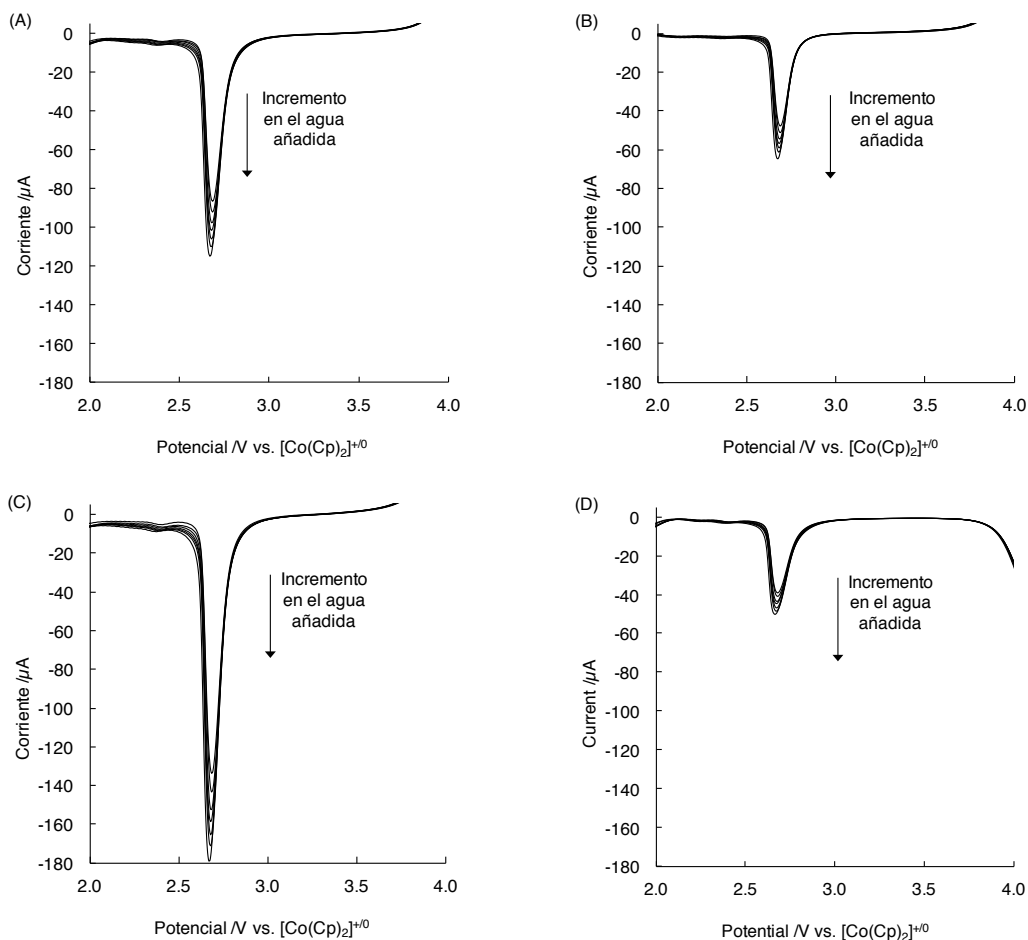 (A)
0
-20
-40
-60
-80
-100
-120
-140
-160
-180
Corriente /µA
Incremento
en el agua
añadida
2.0 2.5 3.0 3.5 4.0
Potencial /V vs. [Co(Cp)₂]⁺/⁰
(B)
0
-20
-40
-60
-80
-100
-120
-140
-160
-180
Corriente /µA
Incremento
en el agua
añadida
2.0 2.5 3.0 3.5 4.0
Potencial /V vs. [Co(Cp)₂]⁺/⁰
(C)
0
-20
-40
-60
-80
-100
-120
-140
-160
-180
Corriente /µA
Incremento
en el agua
añadida
2.0 2.5 3.0 3.5 4.0
Potencial /V vs. [Co(Cp)₂]⁺/⁰
(D)
0
-20
-40
-60
-80
-100
-120
-140
-160
-180
Current /µA
Incremento
en el agua
añadida
2.0 2.5 3.0 3.5 4.0
Potential /V vs. [Co(Cp)₂]⁺/⁰